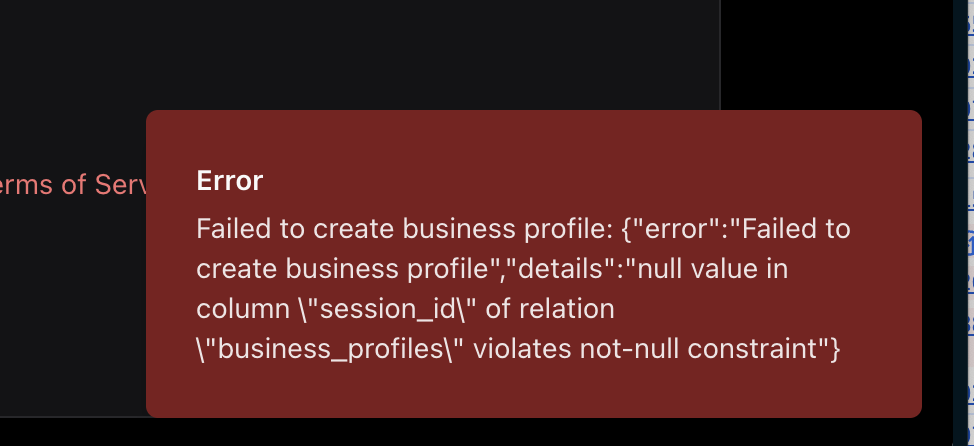 Error
erms of Serv
Failed to create business profile: {"error":"Failed to
create business profile","details":"null value in
column \"session_id\" of relation
\"business_profiles\" violates not-null constraint"}